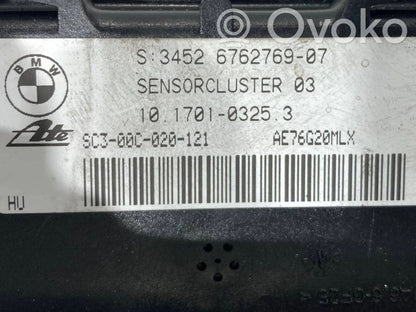 Ovoko
BMW
S:3452 6762769-07
SENSORCLUSTER 03
10.1701-0325.3
Ate
SC3-00C-020-121 AE76G20MLX
HU